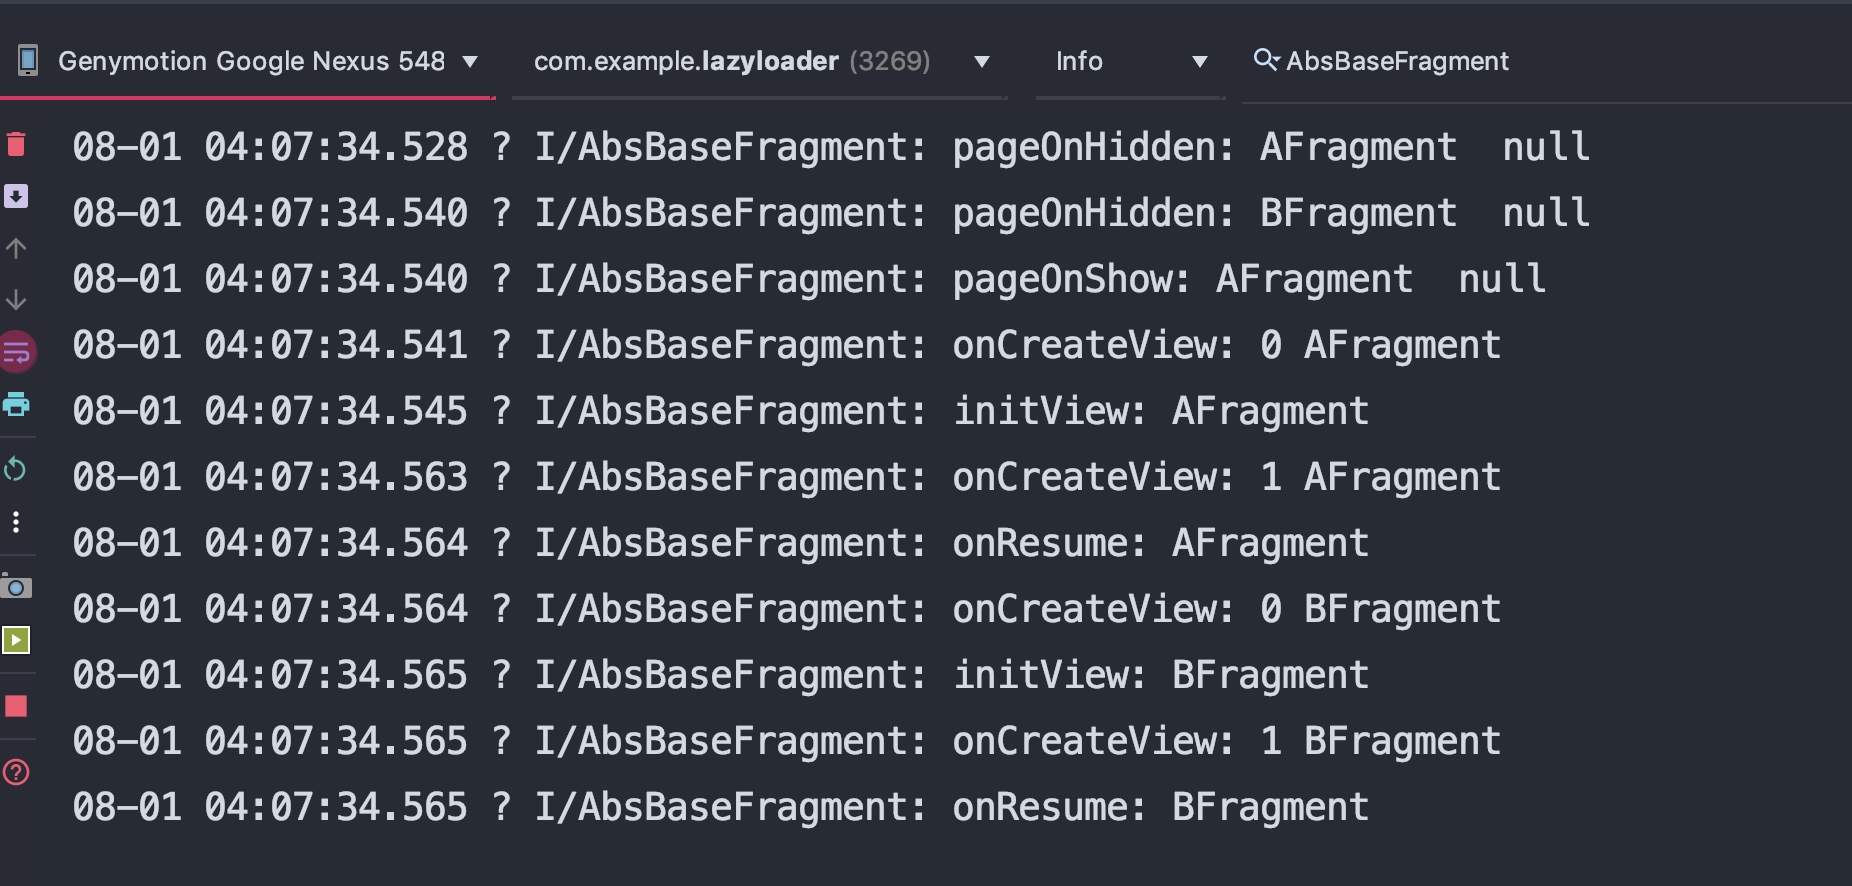 Genymotion Google Nexus 548 com.example.lazyloader (3269) Info AbsBaseFragment
08-01 04:07:34.528 ? I/AbsBaseFragment: pageOnHidden: AFragment  null
08-01 04:07:34.540 ? I/AbsBaseFragment: pageOnHidden: BFragment  null
08-01 04:07:34.540 ? I/AbsBaseFragment: pageOnShow: AFragment  null
08-01 04:07:34.541 ? I/AbsBaseFragment: onCreateView: 0 AFragment
08-01 04:07:34.545 ? I/AbsBaseFragment: initView: AFragment
08-01 04:07:34.563 ? I/AbsBaseFragment: onCreateView: 1 AFragment
08-01 04:07:34.564 ? I/AbsBaseFragment: onResume: AFragment
08-01 04:07:34.564 ? I/AbsBaseFragment: onCreateView: 0 BFragment
08-01 04:07:34.565 ? I/AbsBaseFragment: initView: BFragment
08-01 04:07:34.565 ? I/AbsBaseFragment: onCreateView: 1 BFragment
08-01 04:07:34.565 ? I/AbsBaseFragment: onResume: BFragment